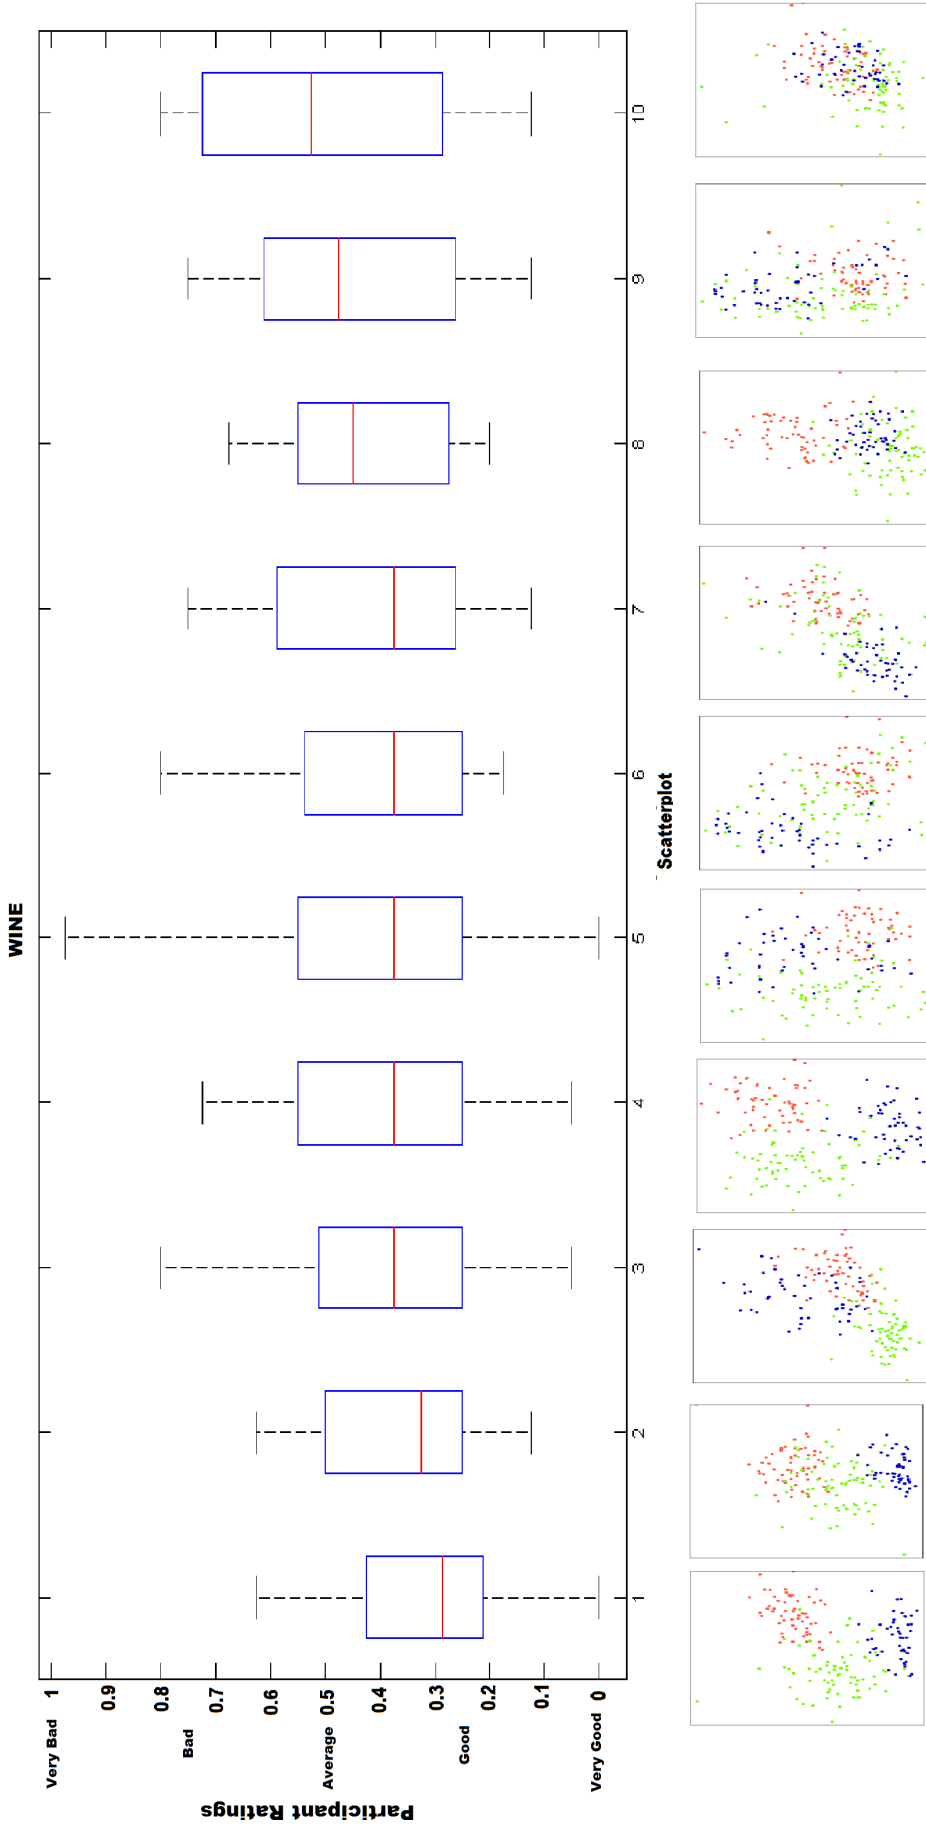 WINE
Participant Ratings
Very Bad
1
0.9
0.8
Bad
0.7
0.6
0.5
Average
0.4
0.3
Good
0.2
0.1
0
Very Good
1 2 3 4 5 6 7 8 9 10
Scatterplot